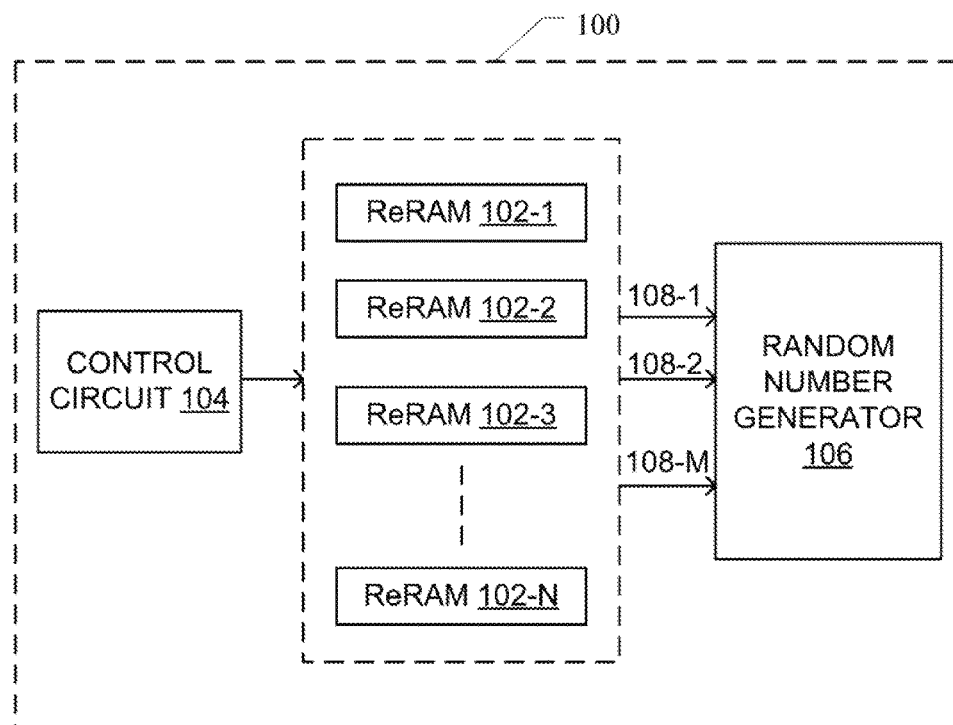 100
ReRAM 102-1
ReRAM 102-2
ReRAM 102-3
ReRAM 102-N
CONTROL
CIRCUIT 104
108-1
108-2
108-M
RANDOM
NUMBER
GENERATOR
106